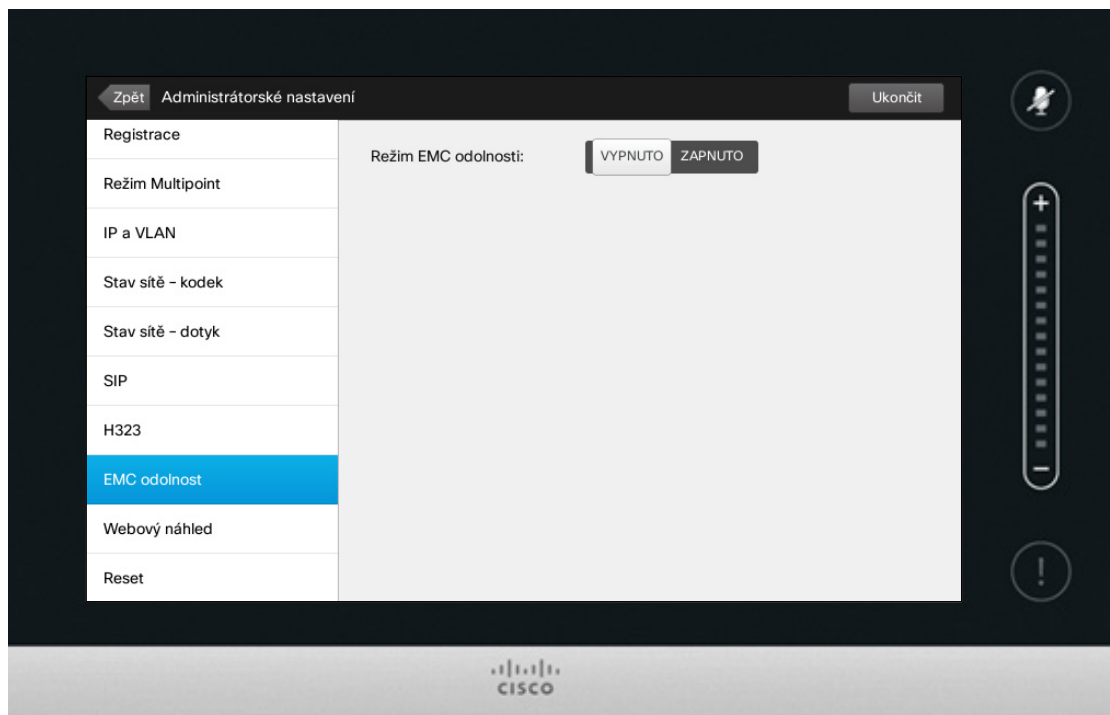 Zpět Administrátorské nastavení Ukončit
Registrace
Režim EMC odolnosti: VYPNUTO ZAPNUTO
Režim Multipoint
IP a VLAN
Stav sítě – kodek
Stav sítě – dotyk
SIP
H323
EMC odolnost
Webový náhled
Reset
CISCO